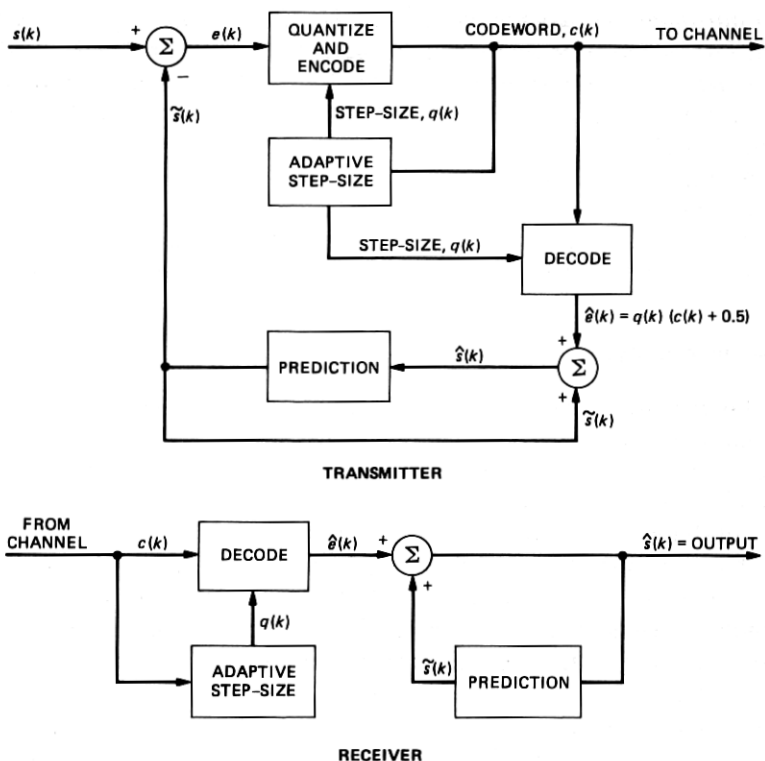 s(k)
+
Σ
−
e(k)
QUANTIZE
AND
ENCODE
CODEWORD, c(k)
TO CHANNEL
s̃(k)
STEP-SIZE, q(k)
ADAPTIVE
STEP-SIZE
STEP-SIZE, q(k)
DECODE
ê(k) = q(k) (c(k) + 0.5)
+
PREDICTION
ŝ(k)
Σ
+
s̃(k)
TRANSMITTER
FROM
CHANNEL
c(k)
DECODE
ê(k)
+
Σ
+
ŝ(k) = OUTPUT
q(k)
ADAPTIVE
STEP-SIZE
s̃(k)
PREDICTION
RECEIVER